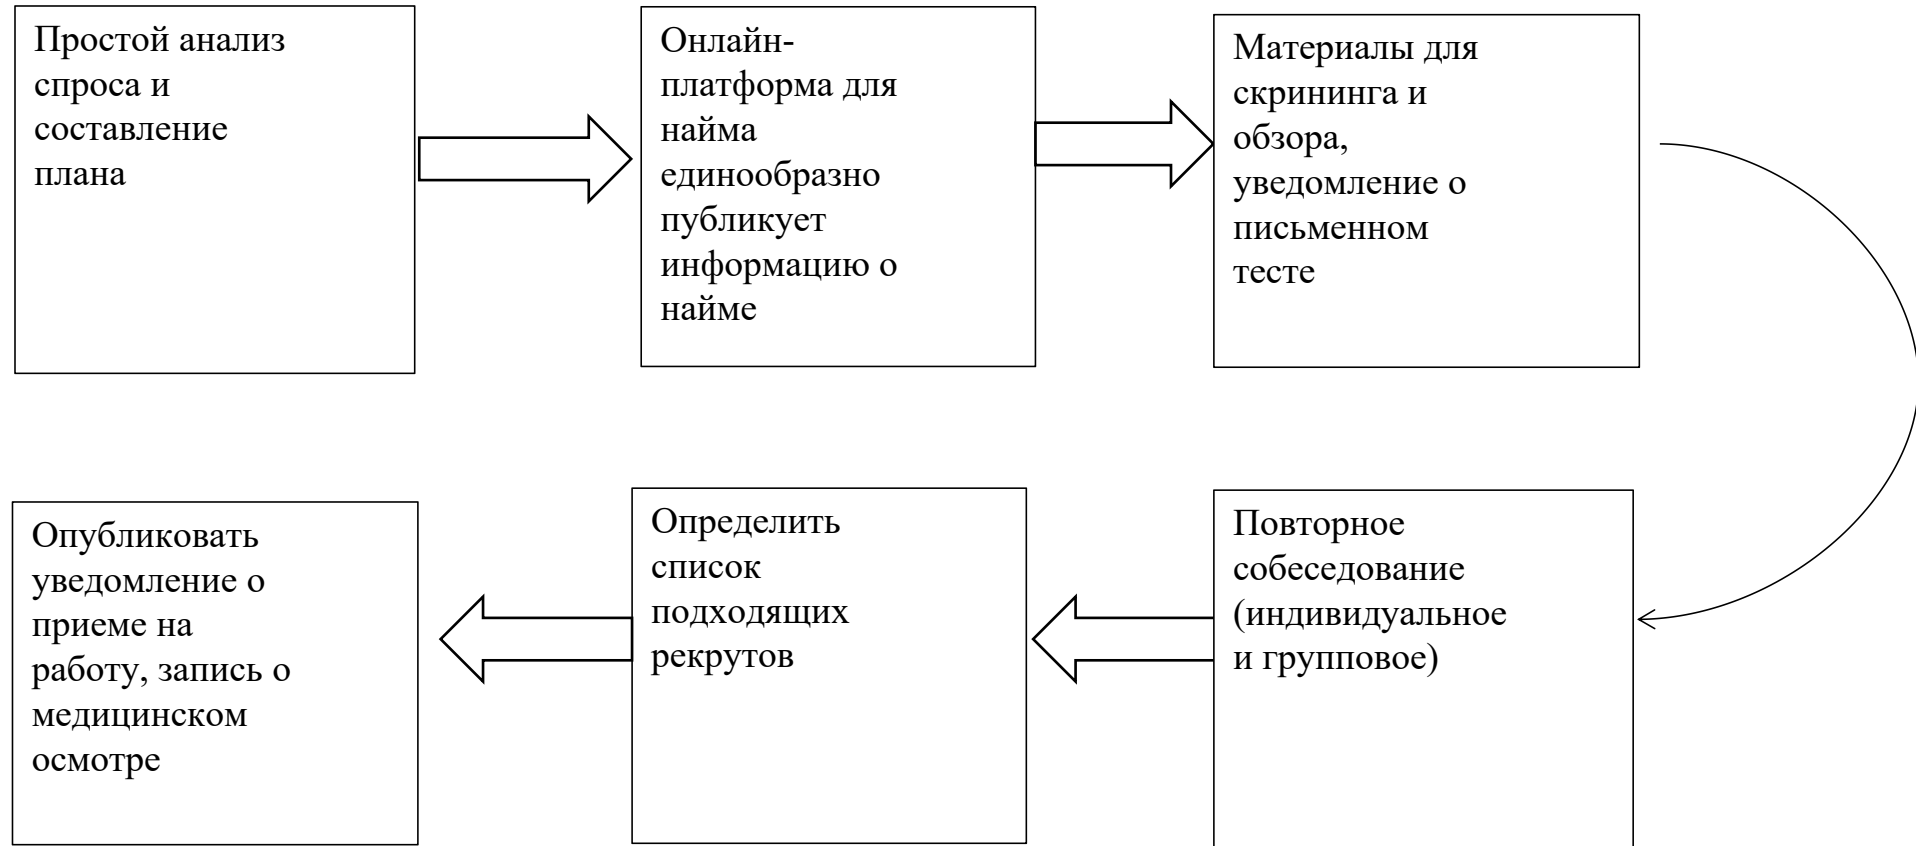 Простой анализ
спроса и
составление
плана
Онлайн-
платформа для
найма
единообразно
публикует
информацию о
найме
Материалы для
скрининга и
обзора,
уведомление о
письменном
тесте
Повторное
собеседование
(индивидуальное
и групповое)
Определить
список
подходящих
рекрутов
Опубликовать
уведомление о
приеме на
работу, запись о
медицинском
осмотре